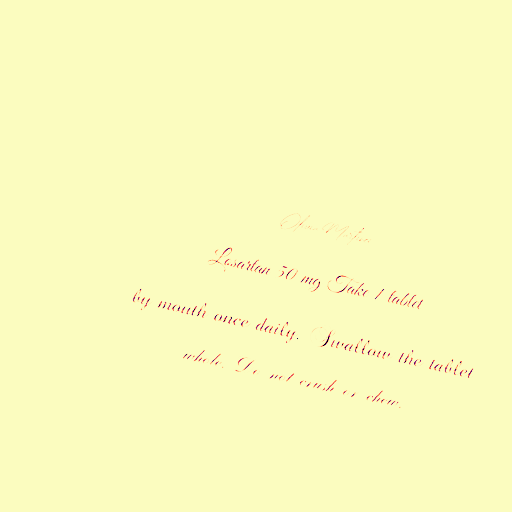 Losartan 50 mg Take 1 tablet
by mouth once daily. Swallow the tablet
whole. Do not crush or chew.